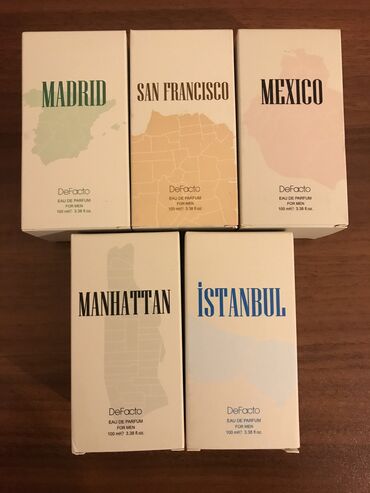 MADRID
DeFacto
EAU DE PARFUM
FOR MEN
100 ml℮ 3.38 fl.oz.
SAN FRANCISCO
DeFacto
EAU DE PARFUM
FOR MEN
100 ml℮ 3.38 fl.oz.
MEXICO
DeFacto
EAU DE PARFUM
FOR MEN
100 ml℮ 3.38 fl.oz.
MANHATTAN
DeFacto
EAU DE PARFUM
FOR MEN
100 ml℮ 3.38 fl.oz.
İSTANBUL
DeFacto
EAU DE PARFUM
FOR MEN
100 ml℮ 3.38 fl.oz.